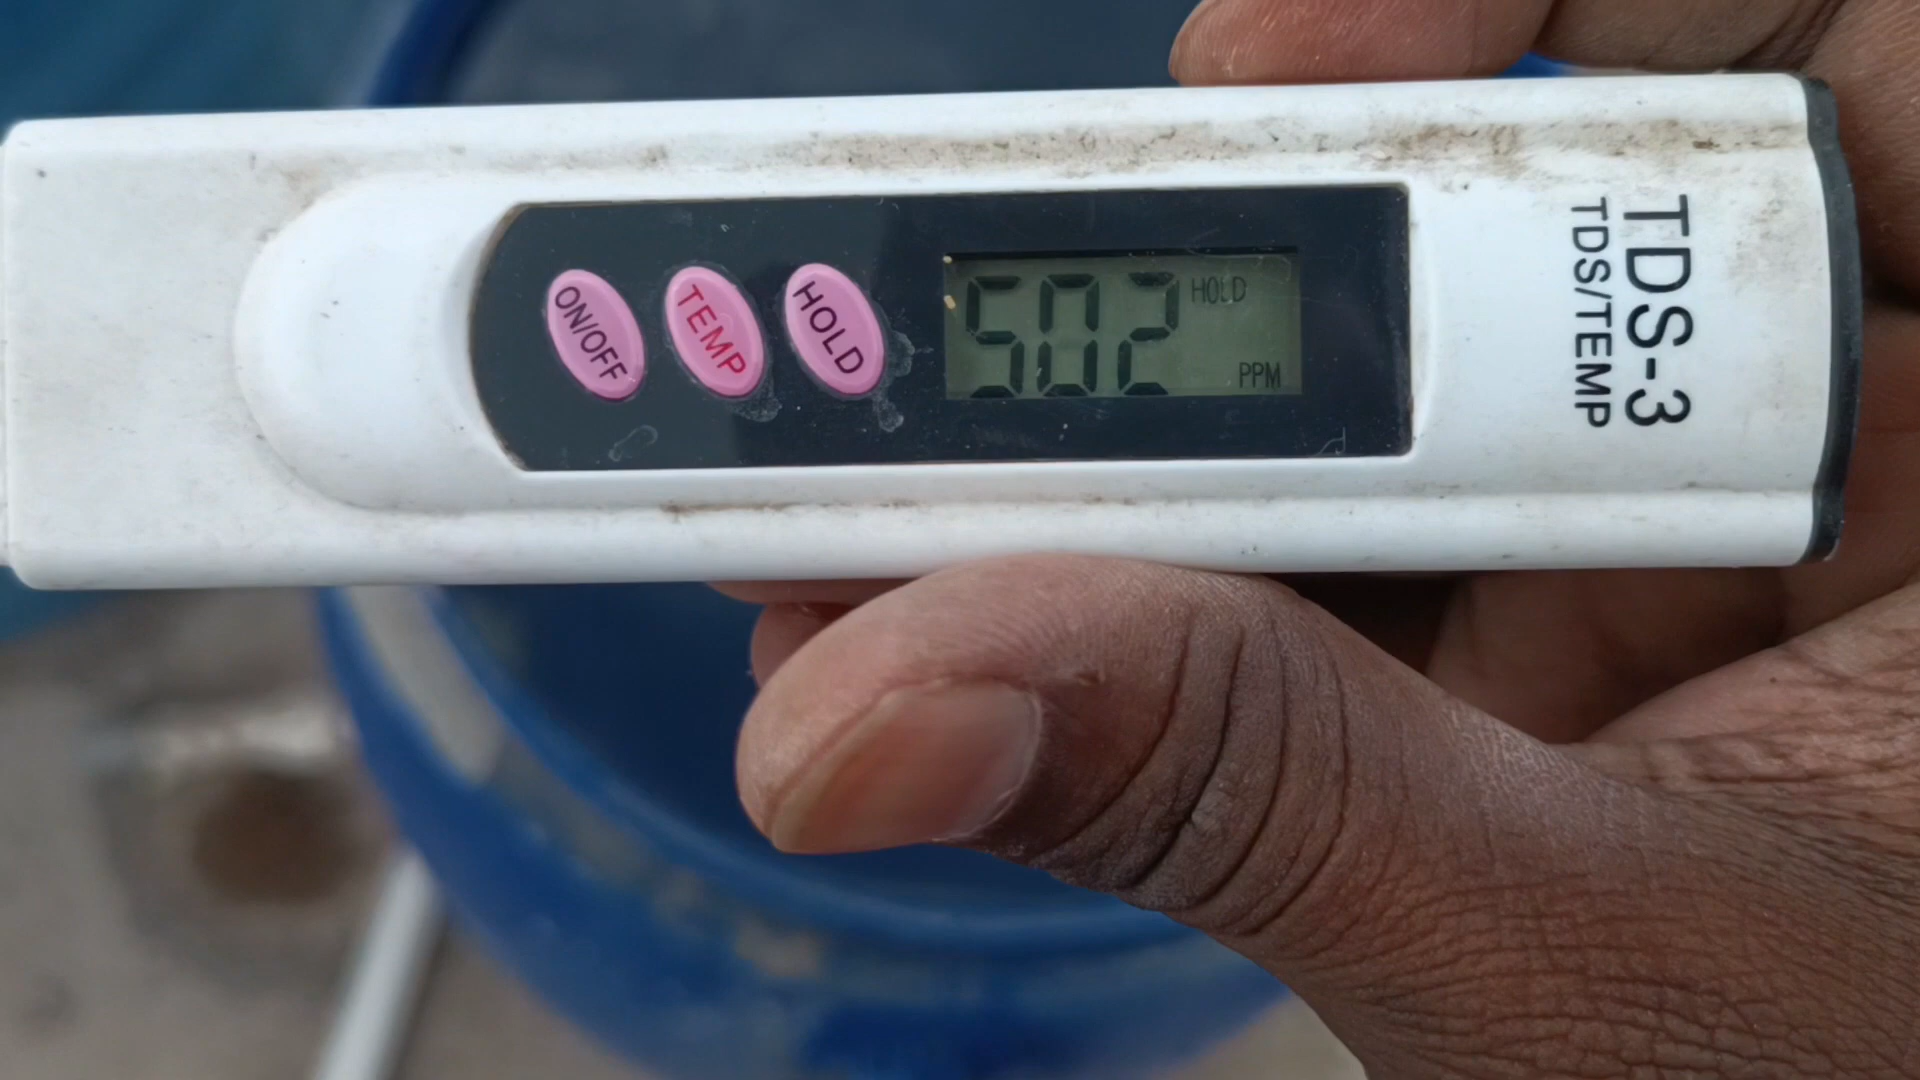 ON/OFF
TEMP
HOLD
502
HOLD
PPM
TDS-3
TDS/TEMP